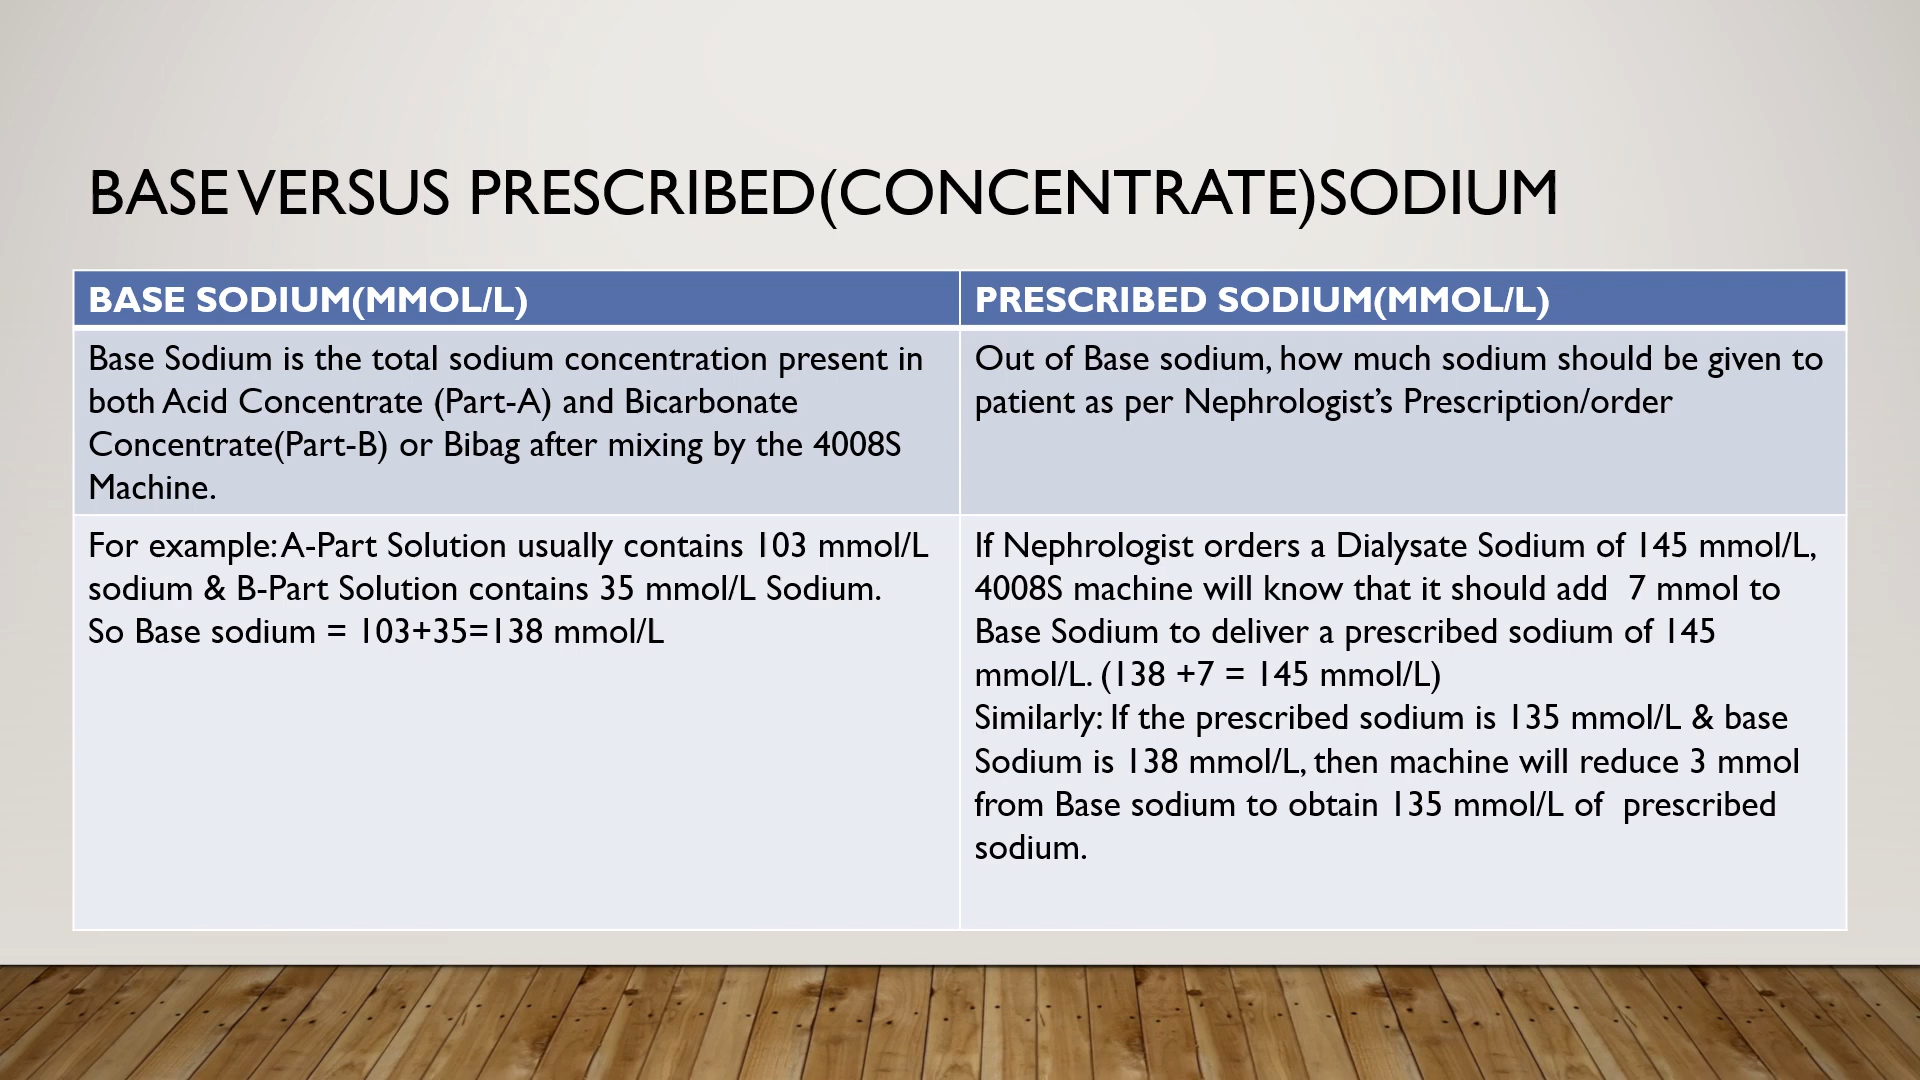 BASE VERSUS PRESCRIBED(CONCENTRATE)SODIUM
BASE SODIUM(MMOL/L)
PRESCRIBED SODIUM(MMOL/L)
Base Sodium is the total sodium concentration present in
both Acid Concentrate (Part-A) and Bicarbonate
Concentrate(Part-B) or Bibag after mixing by the 4008S
Machine.
Out of Base sodium, how much sodium should be given to
patient as per Nephrologist’s Prescription/order
For example: A-Part Solution usually contains 103 mmol/L
sodium & B-Part Solution contains 35 mmol/L Sodium.
So Base sodium = 103+35=138 mmol/L
If Nephrologist orders a Dialysate Sodium of 145 mmol/L,
4008S machine will know that it should add  7 mmol to
Base Sodium to deliver a prescribed sodium of 145
mmol/L. (138 +7 = 145 mmol/L)
Similarly: If the prescribed sodium is 135 mmol/L & base
Sodium is 138 mmol/L, then machine will reduce 3 mmol
from Base sodium to obtain 135 mmol/L of  prescribed
sodium.